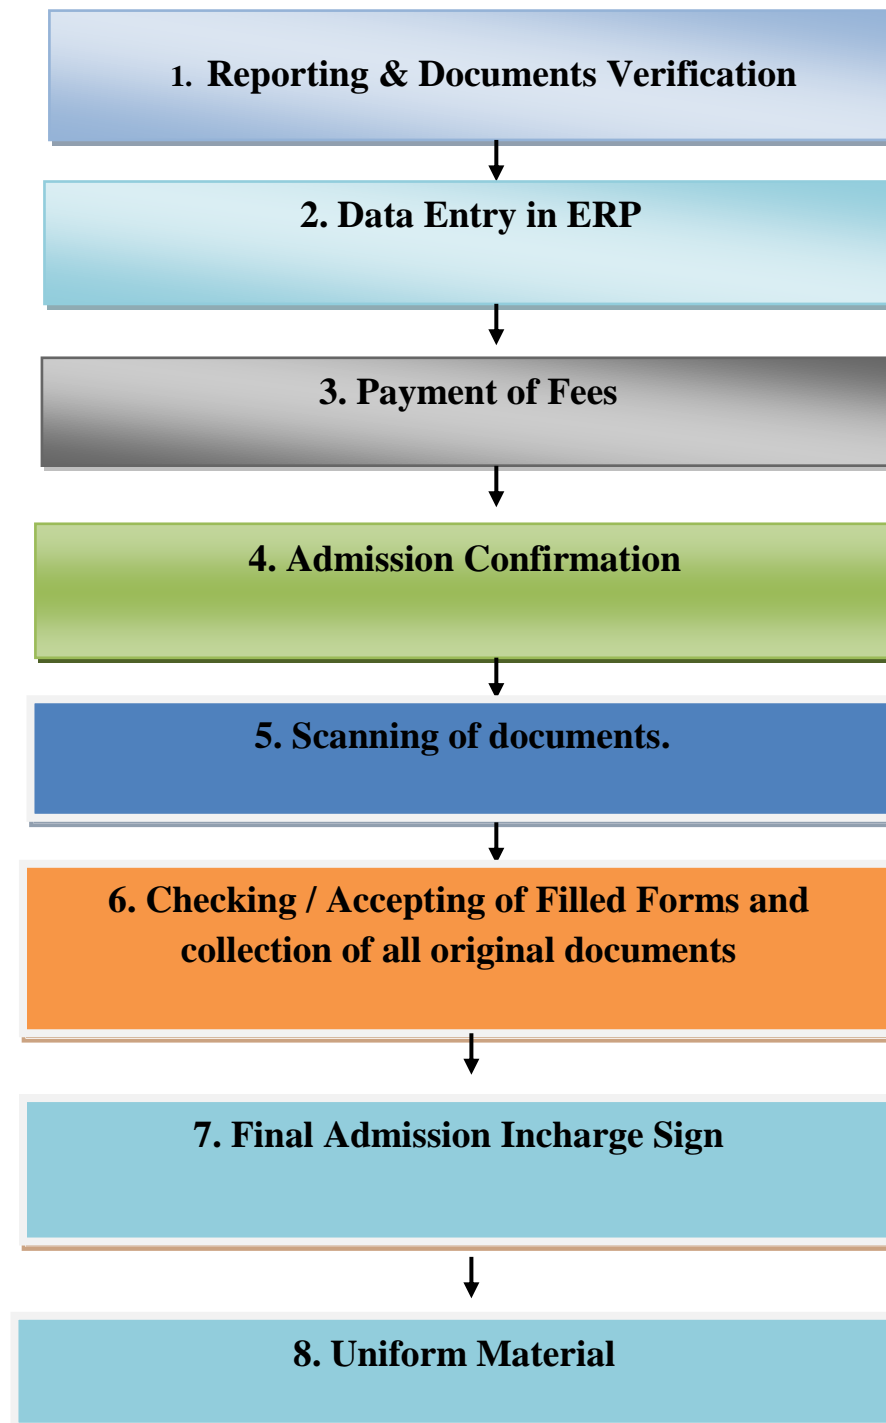 1. Reporting & Documents Verification
2. Data Entry in ERP
3. Payment of Fees
4. Admission Confirmation
5. Scanning of documents.
6. Checking / Accepting of Filled Forms and
collection of all original documents
7. Final Admission Incharge Sign
8. Uniform Material